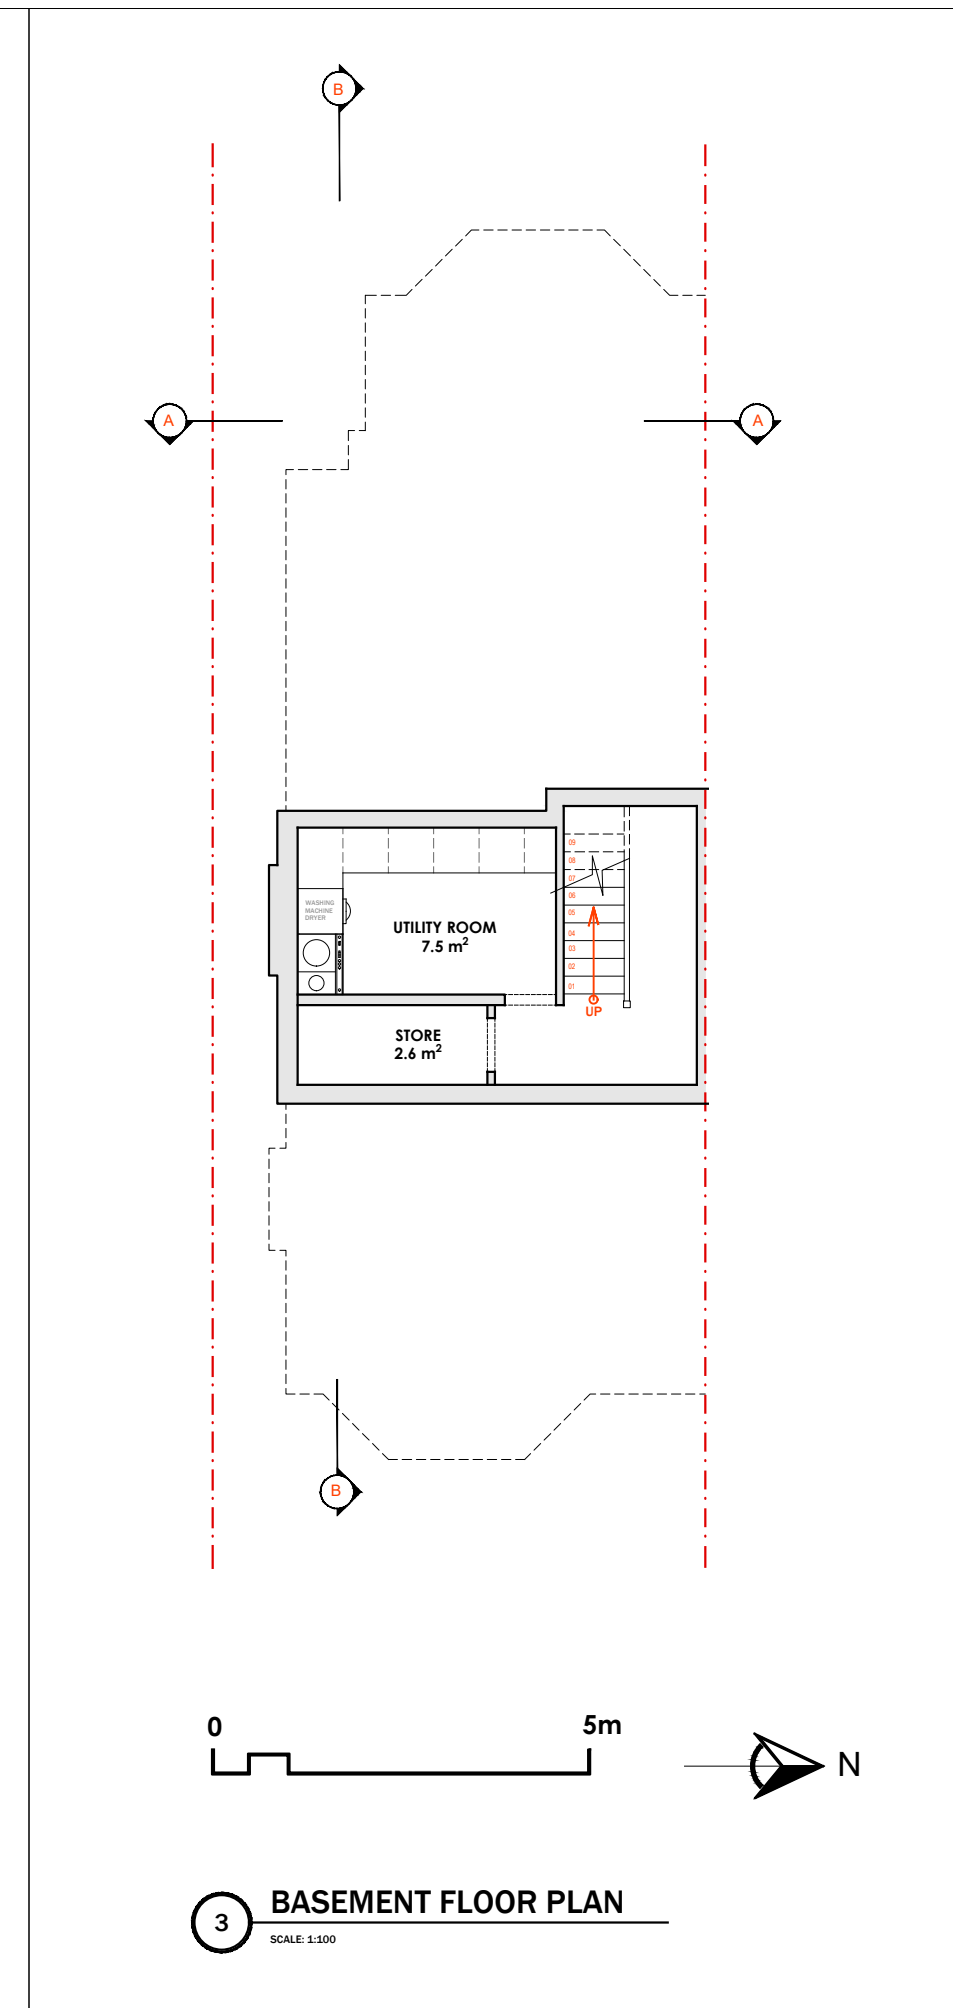 B
A
A
WASHING
MACHINE
DRYER
UTILITY ROOM
7.5 m²
09
08
07
06
05
04
03
02
01
UP
STORE
2.6 m²
B
0
5m
N
3
BASEMENT FLOOR PLAN
SCALE: 1:100